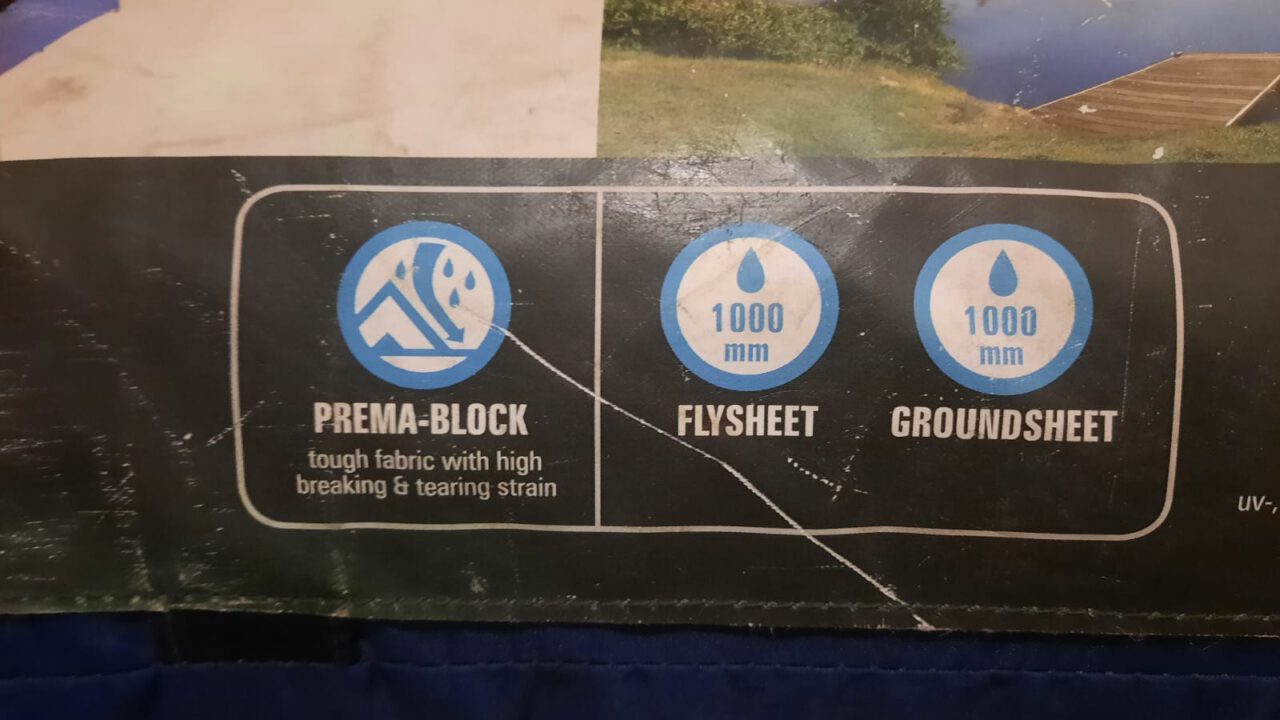 1000
mm
1000
mm
PREMA-BLOCK
FLYSHEET
GROUNDSHEET
tough fabric with high
breaking & tearing strain
uv-,